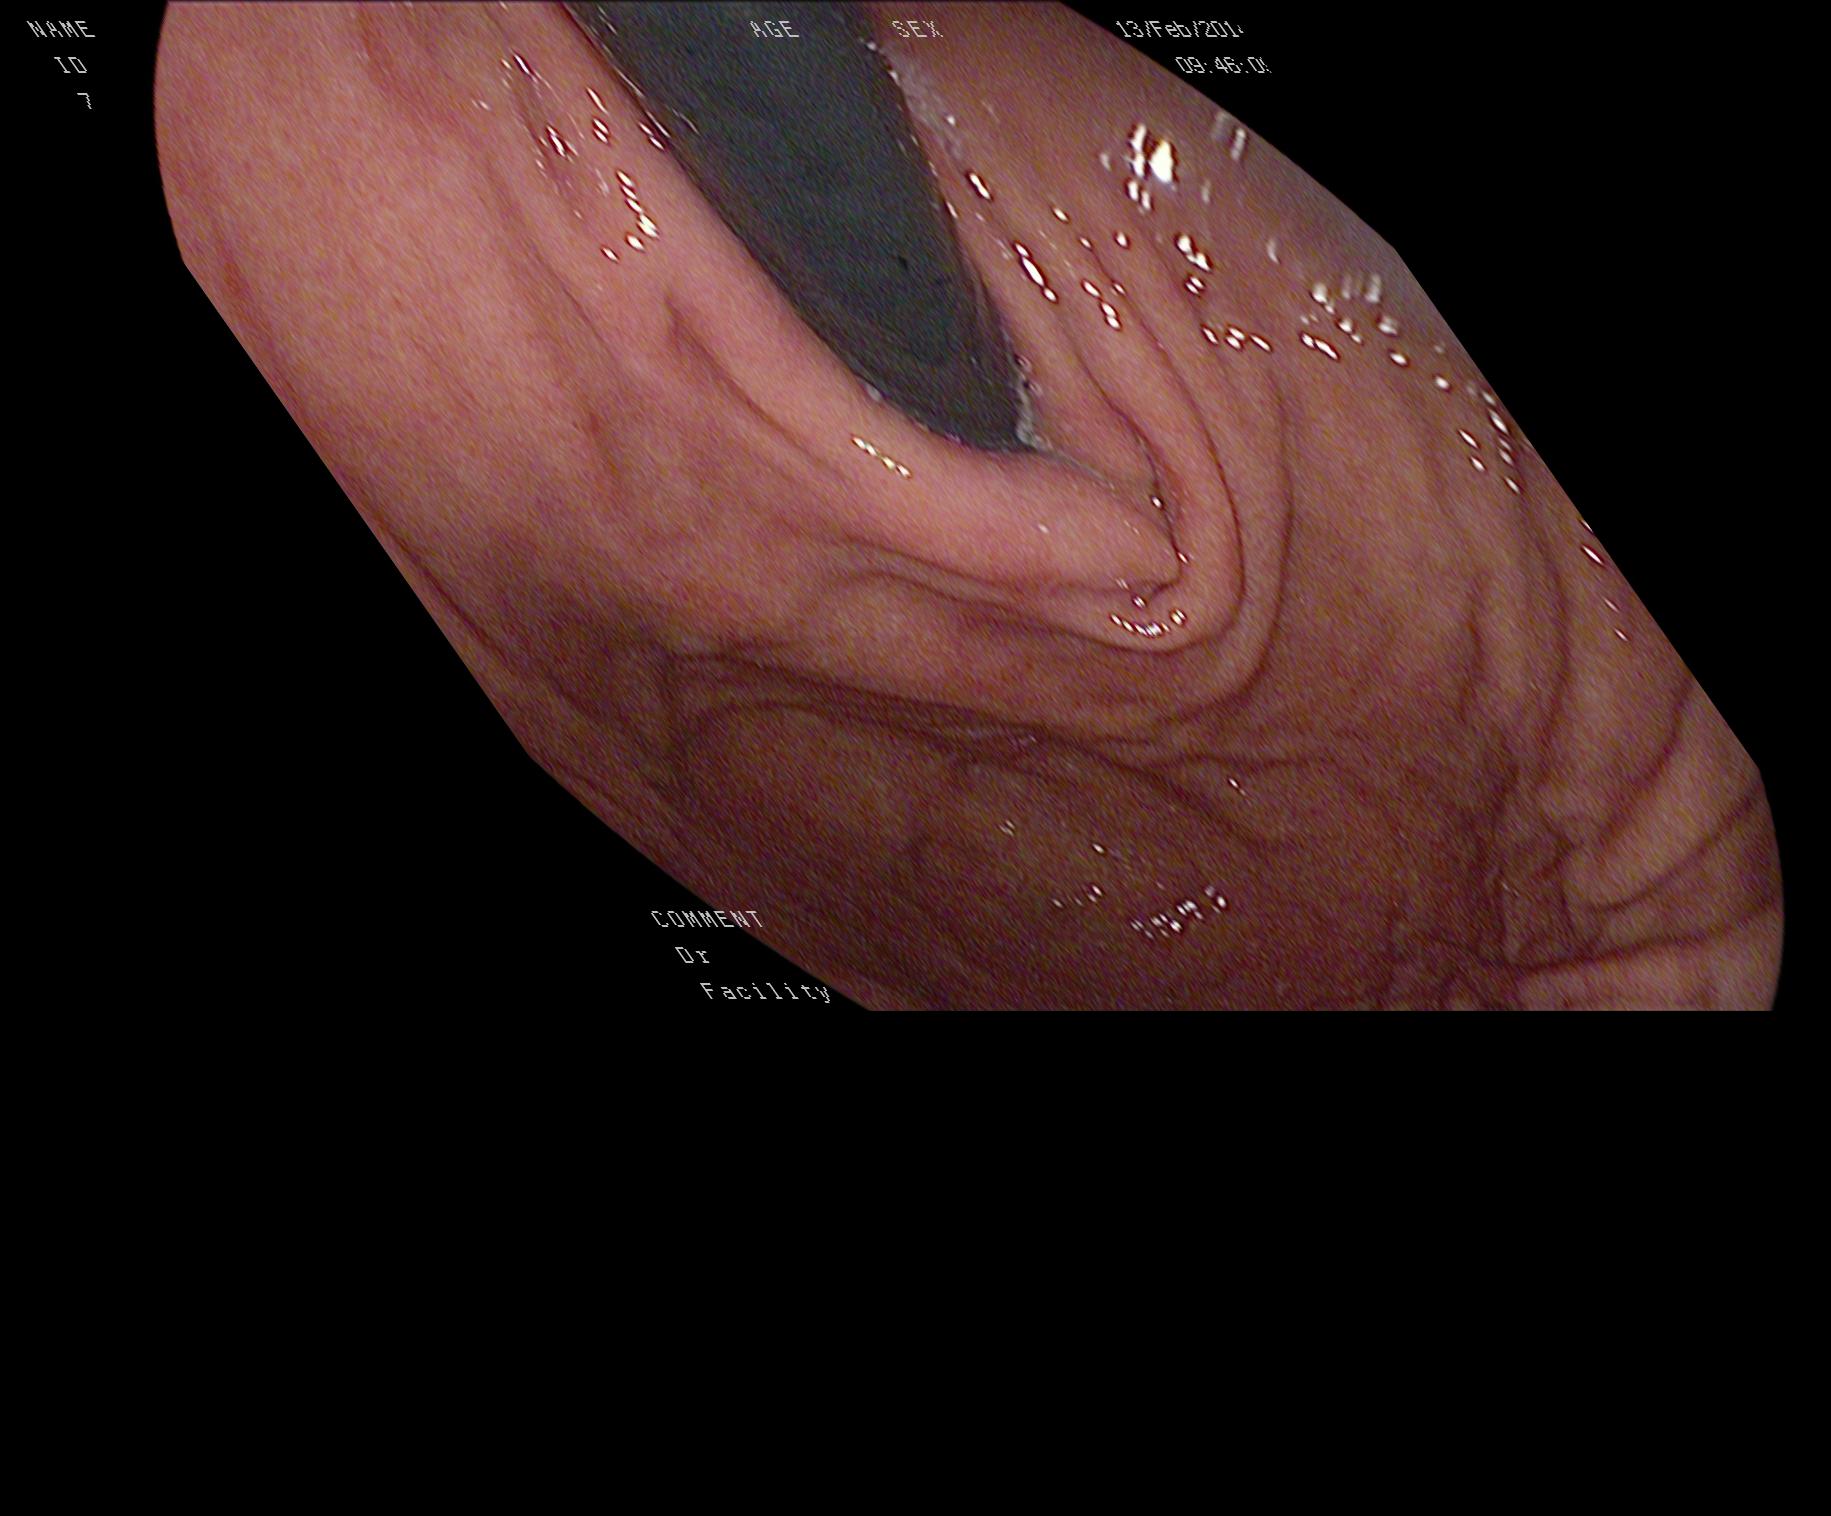 NAME AGE SEX 13/Feb/201
ID 09:46:0
7
COMMENT
Dr
Facility